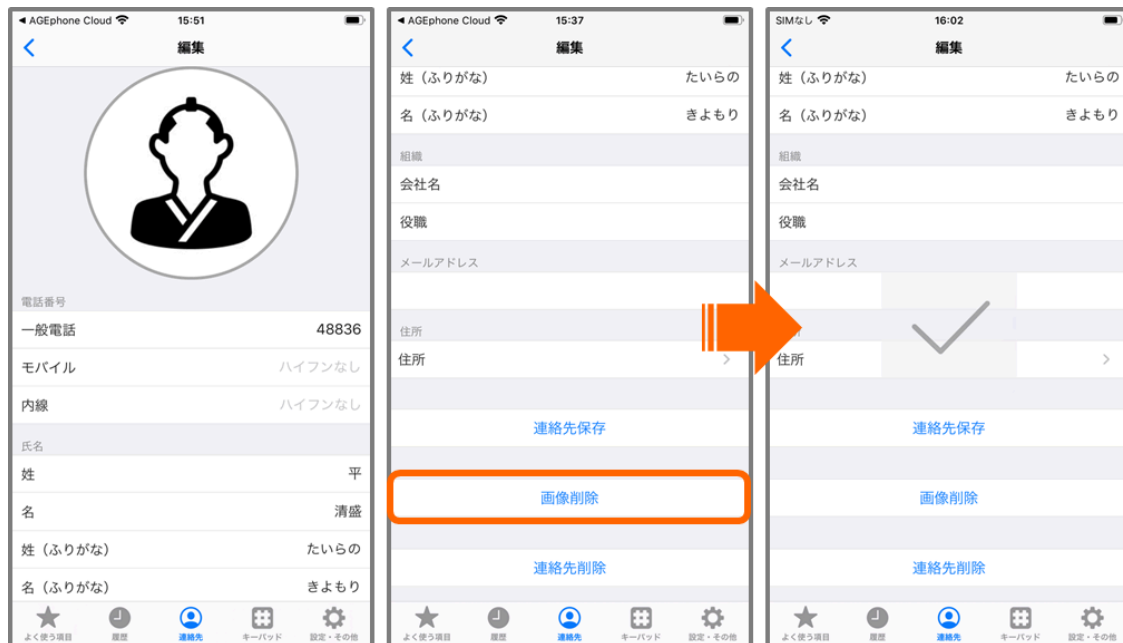 ◀ AGEphone Cloud 15:51
編集
電話番号
一般電話 48836
モバイル ハイフンなし
内線 ハイフンなし
氏名
姓 平
名 清盛
姓（ふりがな） たいらの
名（ふりがな） きよもり
よく使う項目 履歴 連絡先 キーパッド 設定・その他
◀ AGEphone Cloud 15:37
編集
姓（ふりがな） たいらの
名（ふりがな） きよもり
組織
会社名
役職
メールアドレス
住所
住所
連絡先保存
画像削除
連絡先削除
よく使う項目 履歴 連絡先 キーパッド 設定・その他
SIMなし 16:02
編集
姓（ふりがな） たいらの
名（ふりがな） きよもり
組織
会社名
役職
メールアドレス
住所
連絡先保存
画像削除
連絡先削除
よく使う項目 履歴 連絡先 キーパッド 設定・その他